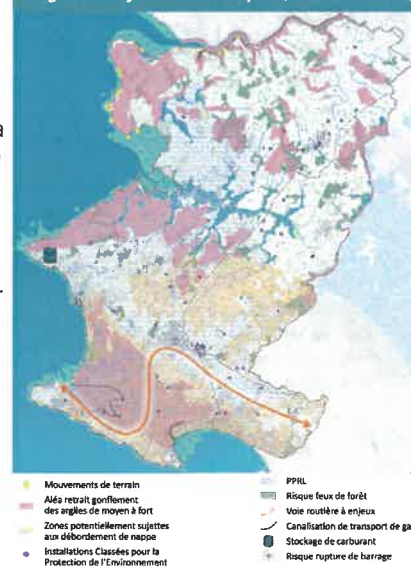 Mouvements de terrain
Aléa retrait gonflement
des argiles de moyen à fort
Zones potentiellement sujettes
aux débordement de nappe
Installations Classées pour la
Protection de l'Environnement
PPRL
Risque feux de forêt
Voie routière à enjeux
Canalisation de transport de ga
Stockage de carburant
Risque rupture de barrage